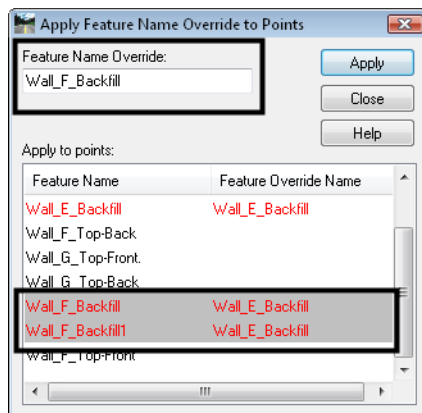 Apply Feature Name Override to Points
Feature Name Override:
Wall_F_Backfill
Apply
Close
Help
Apply to points:
Feature Name Feature Override Name
Wall_E_Backfill Wall_E_Backfill
Wall_F_Top-Back
Wall_G_Top-Front.
Wall_G_Top-Back
Wall_F_Backfill Wall_E_Backfill
Wall_F_Backfill1 Wall_E_Backfill
Wall_F_Top-Front